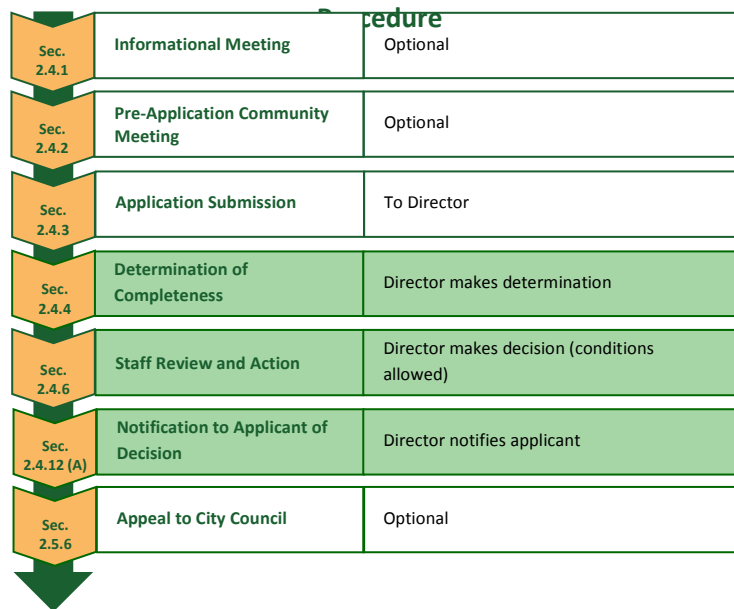 Procedure
Sec.
2.4.1
Informational Meeting
Optional
Sec.
2.4.2
Pre-Application Community
Meeting
Optional
Sec.
2.4.3
Application Submission
To Director
Sec.
2.4.4
Determination of
Completeness
Director makes determination
Sec.
2.4.6
Staff Review and Action
Director makes decision (conditions
allowed)
Sec.
2.4.12 (A)
Notification to Applicant of
Decision
Director notifies applicant
Sec.
2.5.6
Appeal to City Council
Optional